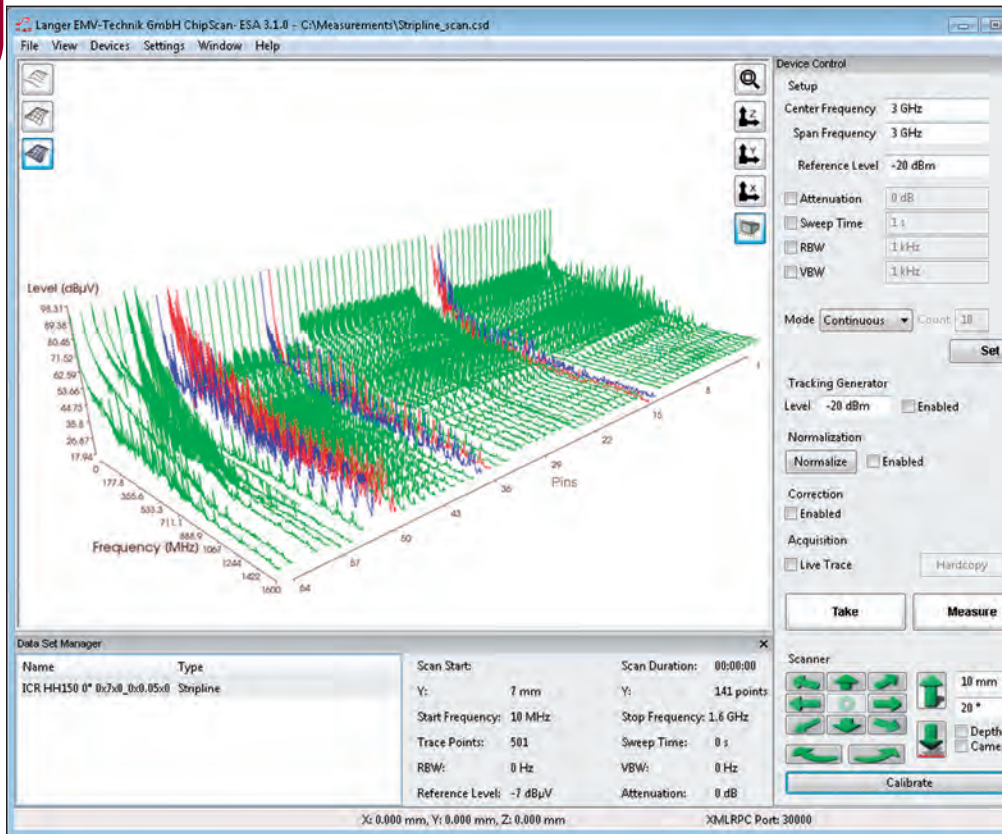 Langer EMV-Technik GmbH ChipScan- ESA 3.1.0 - C:\Measurements\Stripline_scan.csd
File View Devices Settings Window Help
Z
Y
X
Level (dBµV)
98.31
89.38
80.45
71.52
62.59
53.66
44.73
35.8
26.87
17.94
0
177.8
355.6
533.3
711.1
888.9
1067
1244
1422
1600
Frequency (MHz)
64
57
50
43
36
29
22
15
8
1
Pins
Device Control
Setup
Center Frequency 3 GHz
Span Frequency 3 GHz
Reference Level -20 dBm
Attenuation 0 dB
Sweep Time 1 s
RBW 1 kHz
VBW 1 kHz
Mode Continuous Count 10
Set
Tracking Generator
Level -20 dBm Enabled
Normalization
Normalize Enabled
Correction
Enabled
Acquisition
Live Trace Hardcopy
Take Measure
Scanner
10 mm
20 °
Depth
Came
Calibrate
Data Set Manager
Name Type
ICR HH150 0° 0x7x0_0x0.05x0 Stripline
Scan Start: Scan Duration: 00:00:00
Y: 7 mm Y: 141 points
Start Frequency: 10 MHz Stop Frequency: 1.6 GHz
Trace Points: 501 Sweep Time: 0 s
RBW: 0 Hz VBW: 0 Hz
Reference Level: -7 dBµV Attenuation: 0 dB
X: 0.000 mm, Y: 0.000 mm, Z: 0.000 mm XMLRPC Port: 30000